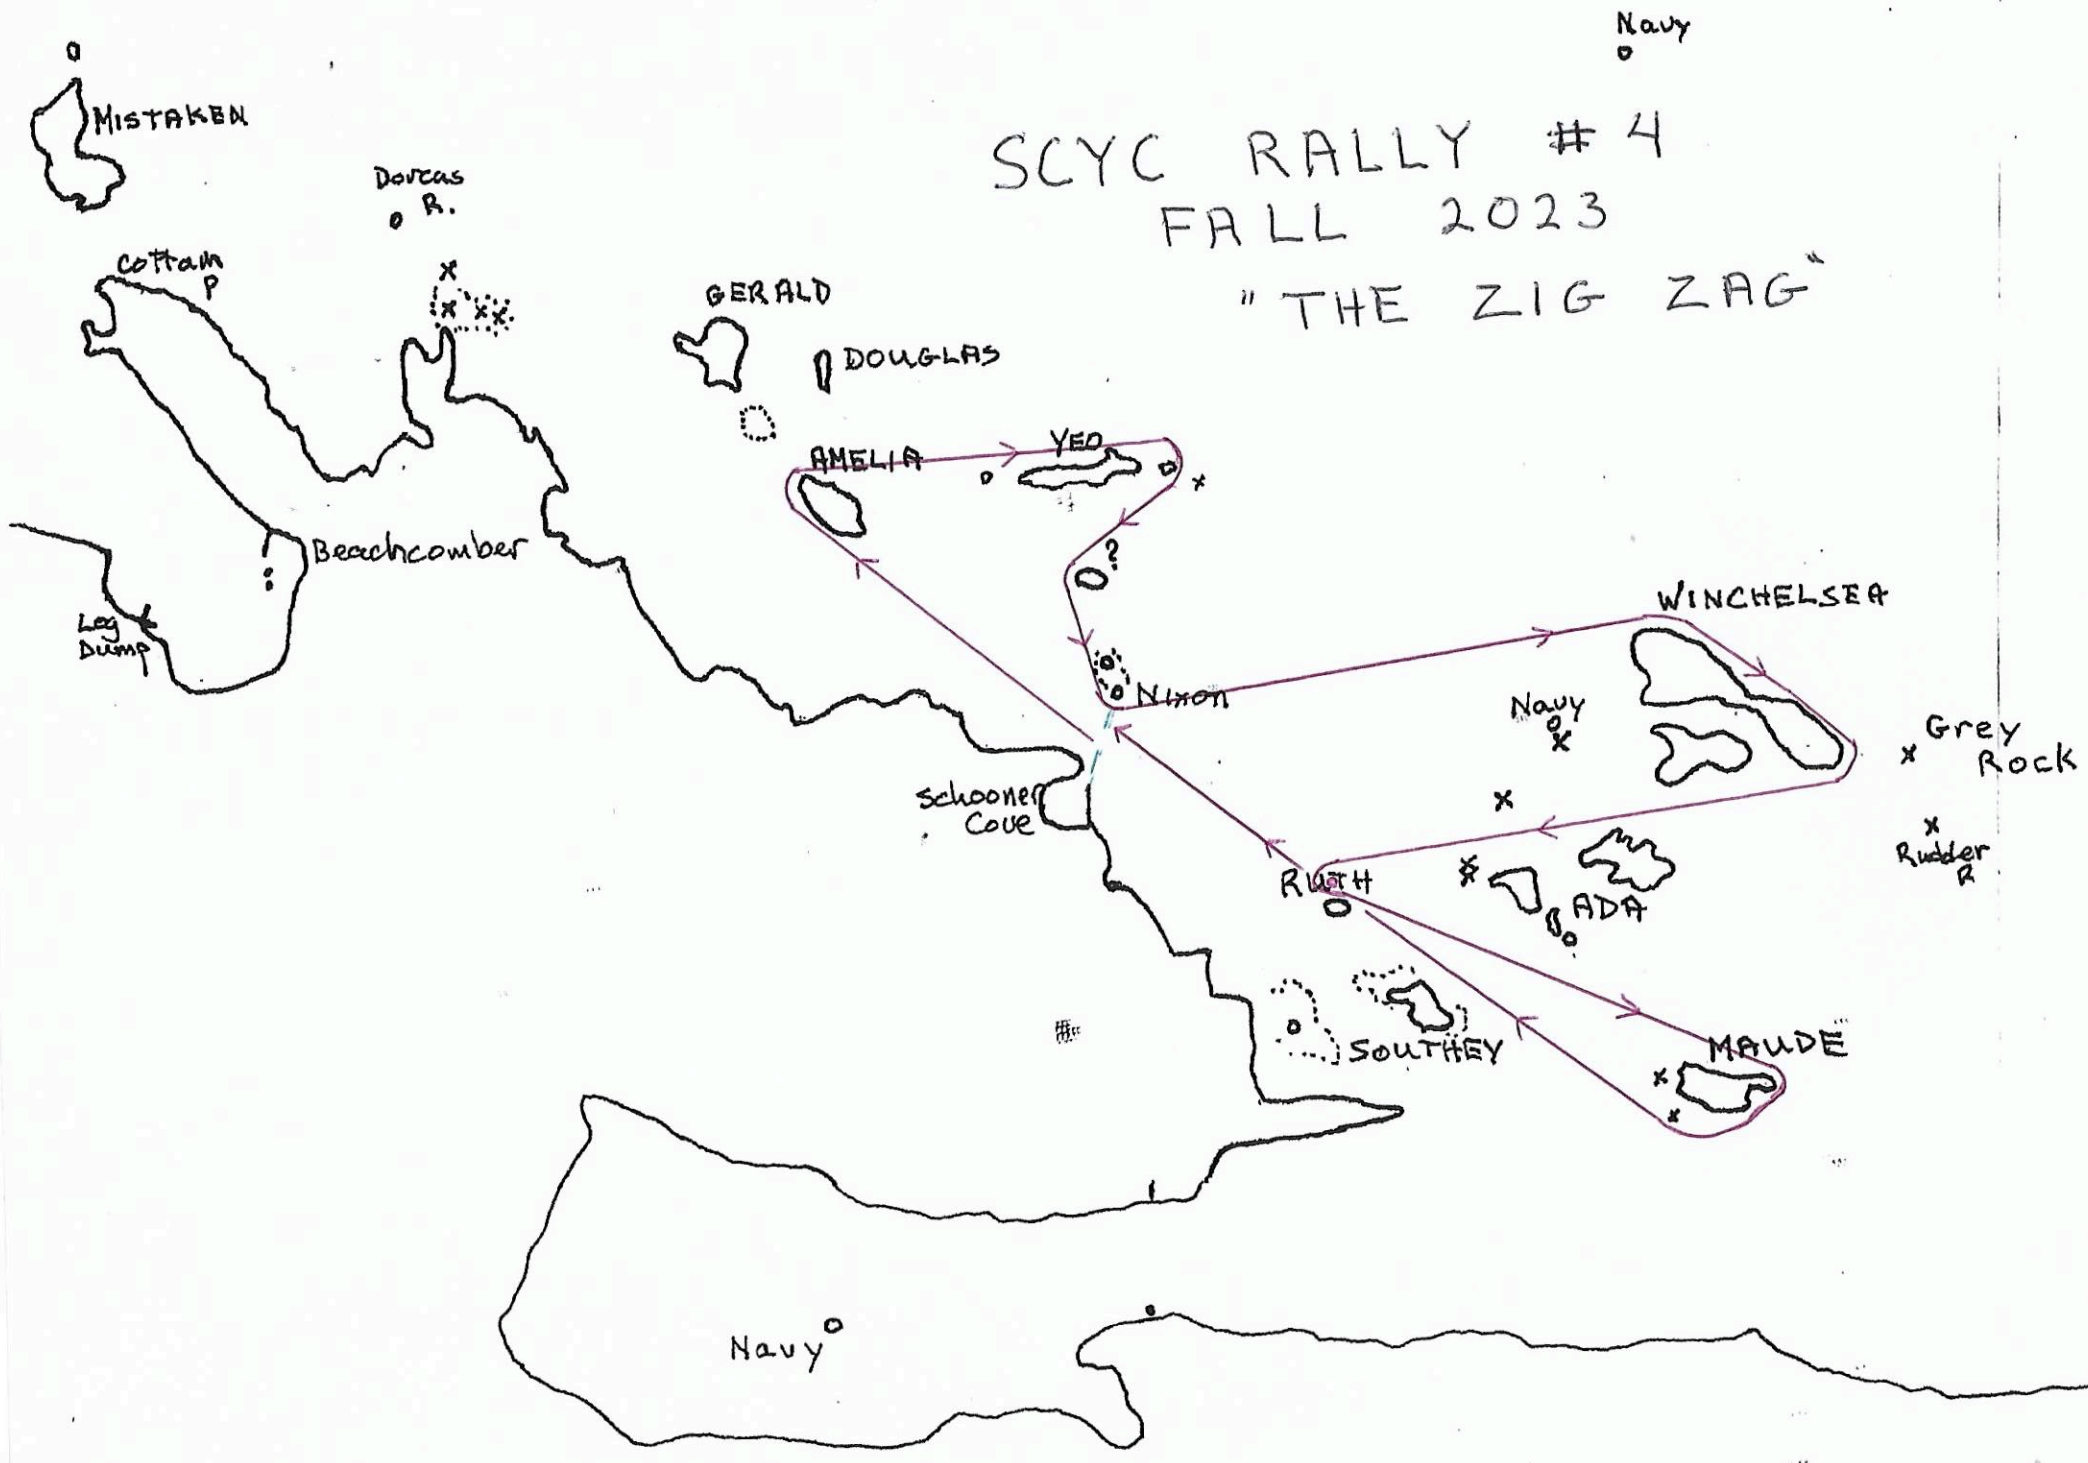 Navy
MISTAKEN
SCYC RALLY # 4
FALL 2023
"THE ZIG ZAG"
Dorcas
R.
Cottam
P
GERALD
DOUGLAS
AMELIA
YEO
?
Beachcomber
Log
Dump
WINCHELSEA
Nixon
Navy
Grey
Rock
Schooner
Cove
Rudder
R
RUTH
ADA
SOUTHEY
MAUDE
Navy